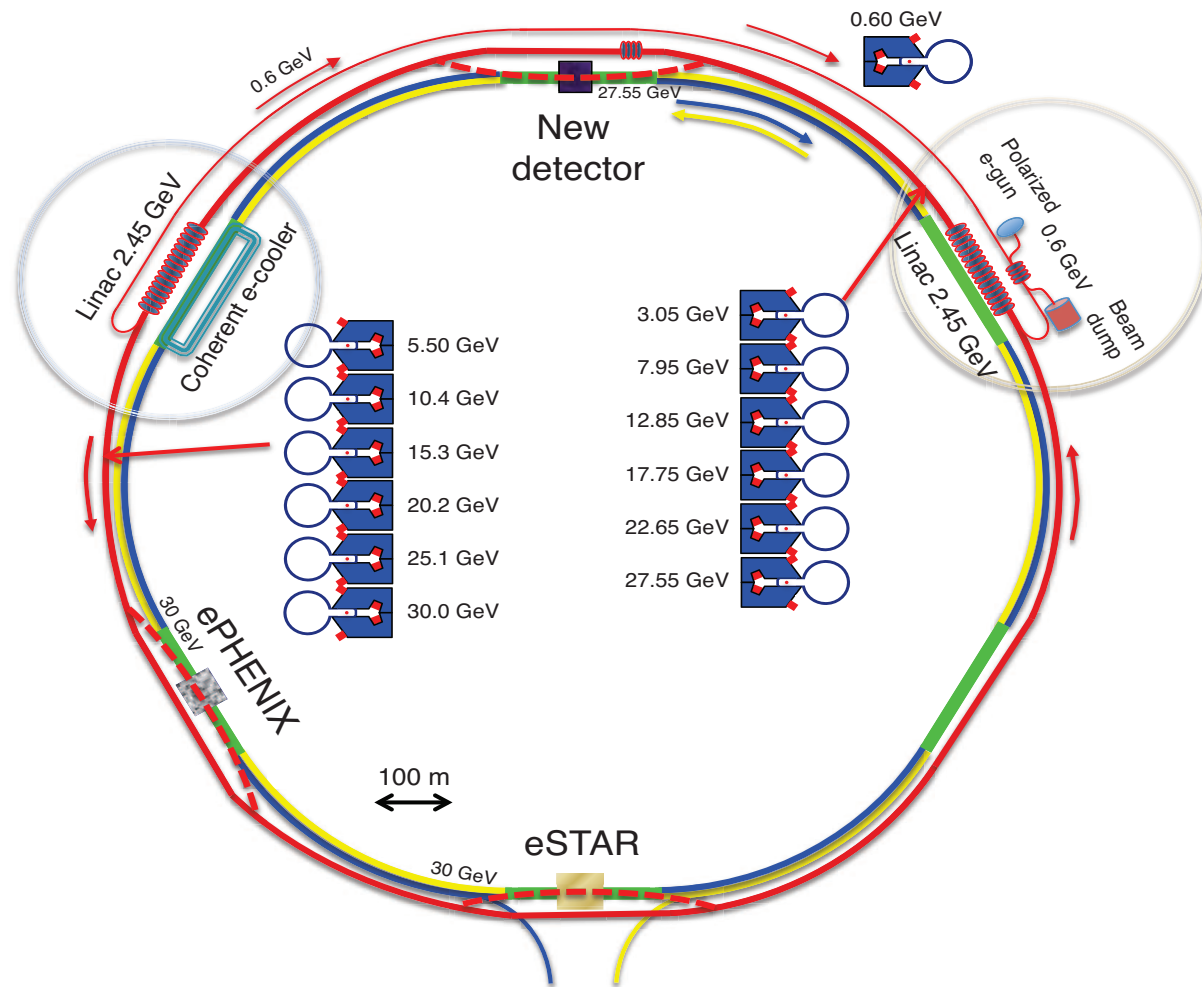 0.60 GeV
0.6 GeV
27.55 GeV
New
detector
Linac 2.45 GeV
Coherent e-cooler
Polarized
e-gun
0.6 GeV
Beam
dump
Linac 2.45 GeV
5.50 GeV
10.4 GeV
15.3 GeV
20.2 GeV
25.1 GeV
30.0 GeV
3.05 GeV
7.95 GeV
12.85 GeV
17.75 GeV
22.65 GeV
27.55 GeV
30 GeV
ePHENIX
100 m
eSTAR
30 GeV